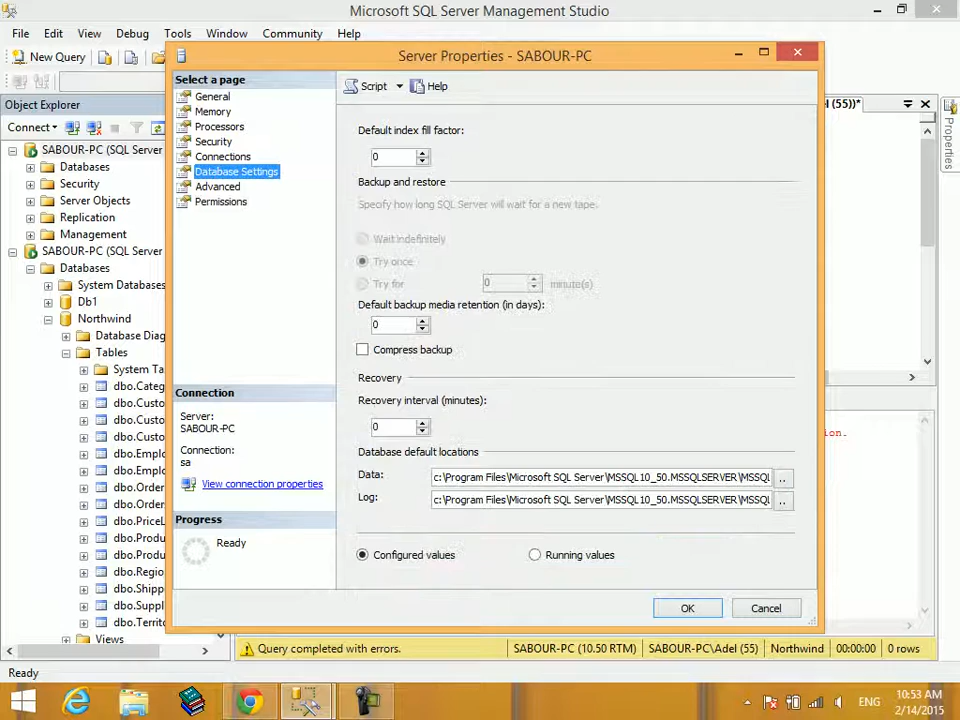 Microsoft SQL Server Management Studio
File Edit View Debug Tools Window Community Help
New Query
Server Properties - SABOUR-PC
Object Explorer
Connect
SABOUR-PC (SQL Server
Databases
Security
Server Objects
Replication
Management
SABOUR-PC (SQL Server
Databases
System Databases
Db1
Northwind
Database Diag
Tables
System Ta
dbo.Categ
dbo.Custo
dbo.Custo
dbo.Custo
dbo.Emplo
dbo.Emplo
dbo.Order
dbo.Order
dbo.PriceL
dbo.Produ
dbo.Produ
dbo.Regio
dbo.Shipp
dbo.Suppl
dbo.Territo
Views
Select a page
General
Memory
Processors
Security
Connections
Database Settings
Advanced
Permissions
Connection
Server:
SABOUR-PC
Connection:
sa
View connection properties
Progress
Ready
Script Help
Default index fill factor:
0
Backup and restore
Specify how long SQL Server will wait for a new tape.
Wait indefinitely
Try once
Try for 0 minute(s)
Default backup media retention (in days):
0
Compress backup
Recovery
Recovery interval (minutes):
0
Database default locations
Data: c:\Program Files\Microsoft SQL Server\MSSQL10_50.MSSQLSERVER\MSSQL ..
Log: c:\Program Files\Microsoft SQL Server\MSSQL10_50.MSSQLSERVER\MSSQL ..
Configured values Running values
OK Cancel
l (55))*
Properties
ion.
Query completed with errors. SABOUR-PC (10.50 RTM) SABOUR-PC\Adel (55) Northwind 00:00:00 0 rows
Ready
ENG
10:53 AM
2/14/2015